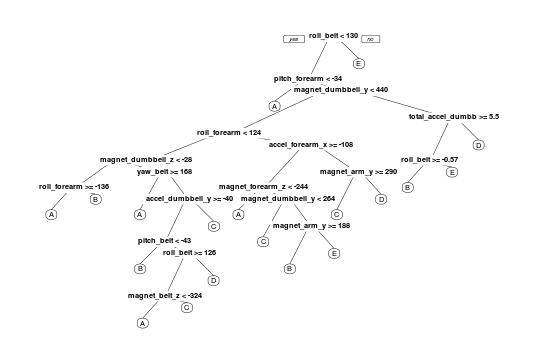 yes roll_belt < 130 no
E
pitch_forearm < -34
magnet_dumbbell_y < 440
A
total_accel_dumbb >= 5.5
roll_forearm < 124
accel_forearm_x >= -108
D
magnet_dumbbell_z < -28
roll_belt >= -0.57
yaw_belt >= 168
magnet_arm_y >= 290
E
roll_forearm >= -136
magnet_forearm_z < -244
B
B
accel_dumbbell_y >= -40
magnet_dumbbell_y < 264
D
A
A
A
C
C
magnet_arm_y >= 188
pitch_belt < -43
C
roll_belt >= 126
E
B
B
D
magnet_belt_z < -324
C
A